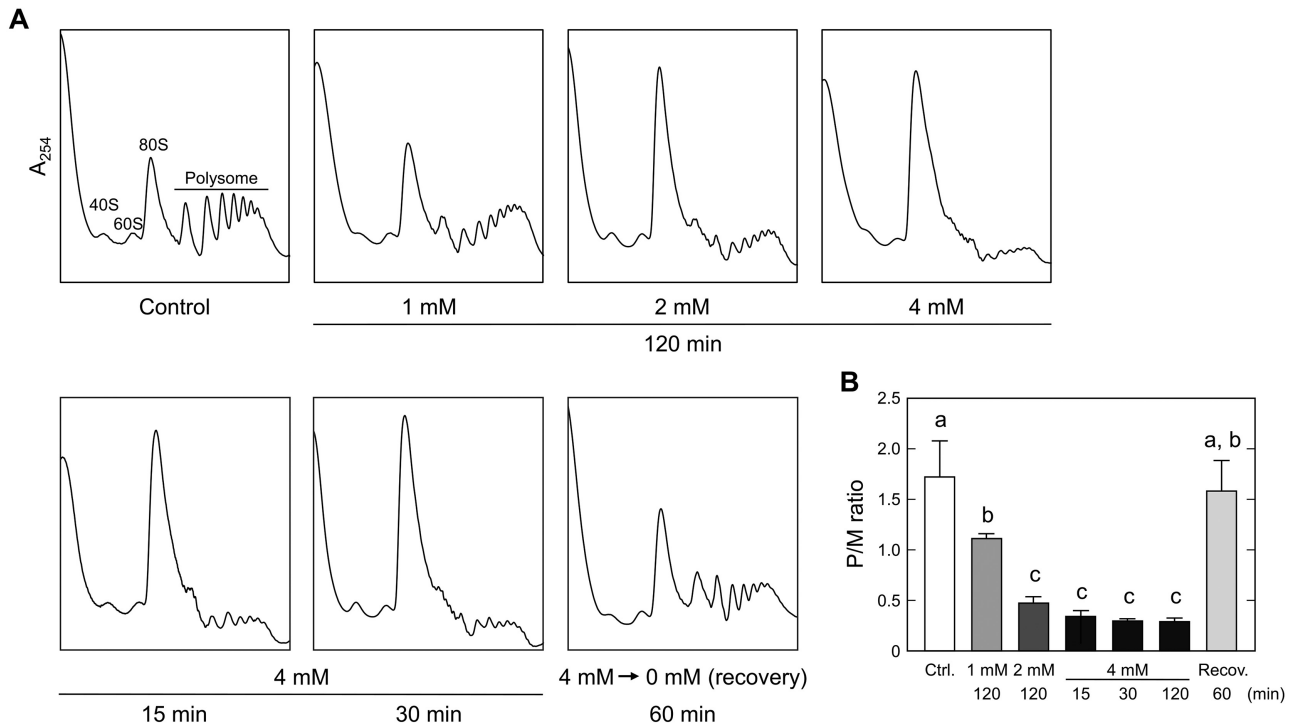 A
A254
40S
60S
80S
Polysome
Control
1 mM
2 mM
4 mM
120 min
4 mM
15 min
30 min
4 mM → 0 mM (recovery)
60 min
B
P/M ratio
2.5
2.0
1.5
1.0
0.5
0
a
b
c
c
c
c
a, b
Ctrl. 1 mM 2 mM 4 mM Recov.
120 120 15 30 120 60 (min)